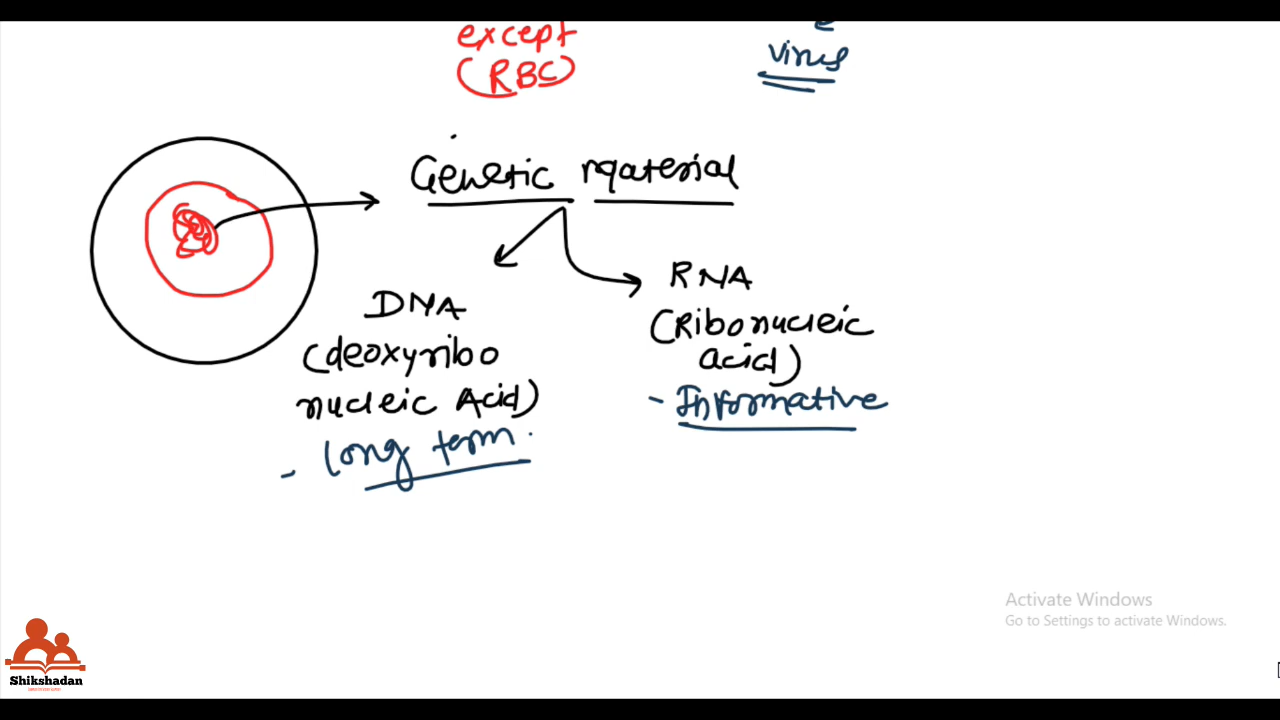 except
(RBC)
virus
Genetic material
DNA
(deoxyribo
nucleic Acid)
- long term.
RNA
(Ribonucleic
acid)
- Informative
Activate Windows
Go to Settings to activate Windows.
Shikshadan